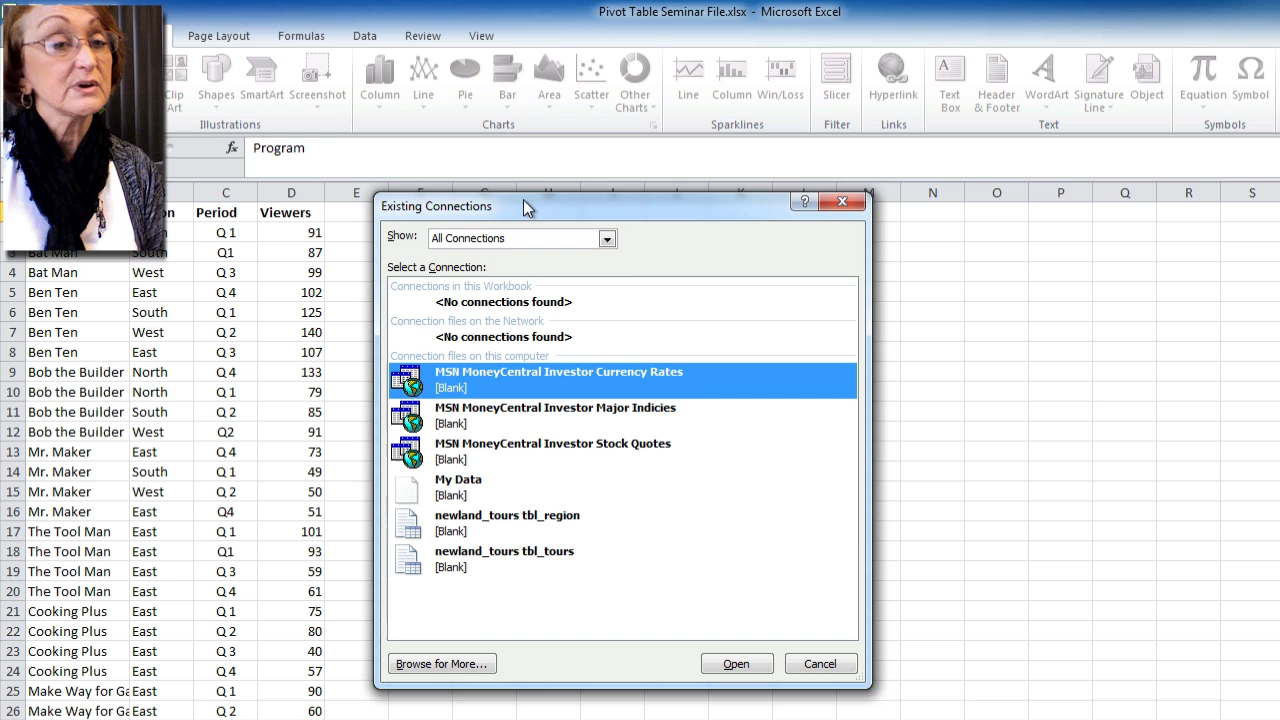 Pivot Table Seminar File.xlsx - Microsoft Excel
Page Layout Formulas Data Review View
Clip Art Shapes SmartArt Screenshot Column Line Pie Bar Area Scatter Other Charts Line Column Win/Loss Slicer Hyperlink Text Box Header & Footer WordArt Signature Line Object Equation Symbol
Illustrations Charts Sparklines Filter Links Text Symbols
fx Program
C D E M N O P Q R S
Period Viewers
Q 1 91
3 Bat Man South Q1 87
4 Bat Man West Q 3 99
5 Ben Ten East Q 4 102
6 Ben Ten South Q 1 125
7 Ben Ten West Q 2 140
8 Ben Ten East Q 3 107
9 Bob the Builder North Q 4 133
10 Bob the Builder North Q 1 79
11 Bob the Builder South Q 2 85
12 Bob the Builder West Q2 91
13 Mr. Maker East Q 4 73
14 Mr. Maker South Q 1 49
15 Mr. Maker West Q 2 50
16 Mr. Maker East Q4 51
17 The Tool Man East Q 1 101
18 The Tool Man East Q1 93
19 The Tool Man East Q 3 59
20 The Tool Man East Q 4 61
21 Cooking Plus East Q 1 75
22 Cooking Plus East Q 2 80
23 Cooking Plus East Q 3 40
24 Cooking Plus East Q 4 57
25 Make Way for Ga East Q 1 90
26 Make Way for Ga East Q 2 60
Existing Connections
Show: All Connections
Select a Connection:
Connections in this Workbook
<No connections found>
Connection files on the Network
<No connections found>
Connection files on this computer
MSN MoneyCentral Investor Currency Rates
[Blank]
MSN MoneyCentral Investor Major Indicies
[Blank]
MSN MoneyCentral Investor Stock Quotes
[Blank]
My Data
[Blank]
newland_tours tbl_region
[Blank]
newland_tours tbl_tours
[Blank]
Browse for More... Open Cancel